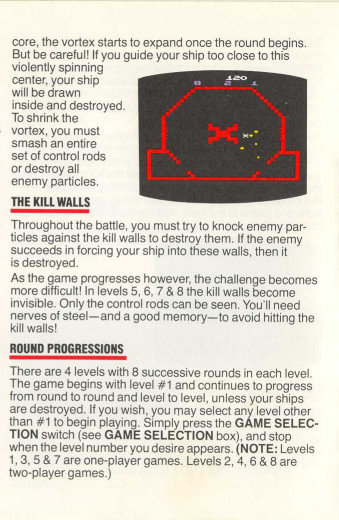 core, the vortex starts to expand once the round begins.
But be careful! If you guide your ship too close to this
violently spinning
center, your ship
will be drawn
inside and destroyed.
To shrink the
vortex, you must
smash an entire
set of control rods
or destroy all
enemy particles.
120
8 2 1
THE KILL WALLS
Throughout the battle, you must try to knock enemy par-
ticles against the kill walls to destroy them. If the enemy
succeeds in forcing your ship into these walls, then it
is destroyed.
As the game progresses however, the challenge becomes
more difficult! In levels 5, 6, 7 & 8 the kill walls become
invisible. Only the control rods can be seen. You'll need
nerves of steel—and a good memory—to avoid hitting the
kill walls!
ROUND PROGRESSIONS
There are 4 levels with 8 successive rounds in each level.
The game begins with level #1 and continues to progress
from round to round and level to level, unless your ships
are destroyed. If you wish, you may select any level other
than #1 to begin playing. Simply press the GAME SELEC-
TION switch (see GAME SELECTION box), and stop
when the level number you desire appears. (NOTE: Levels
1, 3, 5 & 7 are one-player games. Levels 2, 4, 6 & 8 are
two-player games.)